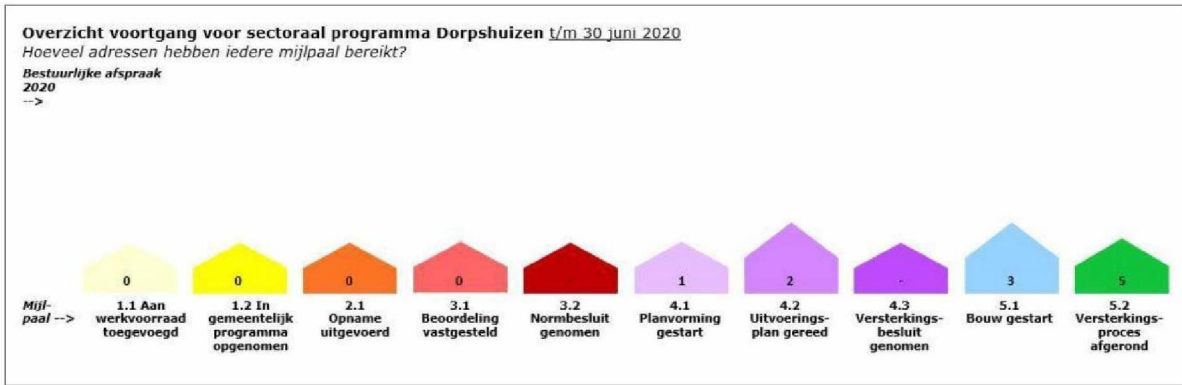 Overzicht voortgang voor sectoraal programma Dorpshuizen t/m 30 juni 2020
Hoeveel adressen hebben iedere mijlpaal bereikt?
Bestuurlijke afspraak
2020
-->
0
0
0
0
1
2
-
3
5
Mijl-
paal -->
1.1 Aan
werkvoorraad
toegevoegd
1.2 In
gemeentelijk
programma
opgenomen
2.1
Opname
uitgevoerd
3.1
Beoordeling
vastgesteld
3.2
Normbesluit
genomen
4.1
Planvorming
gestart
4.2
Uitvoerings-
plan gereed
4.3
Versterkings-
besluit
genomen
5.1
Bouw gestart
5.2
Versterkings-
proces
afgerond